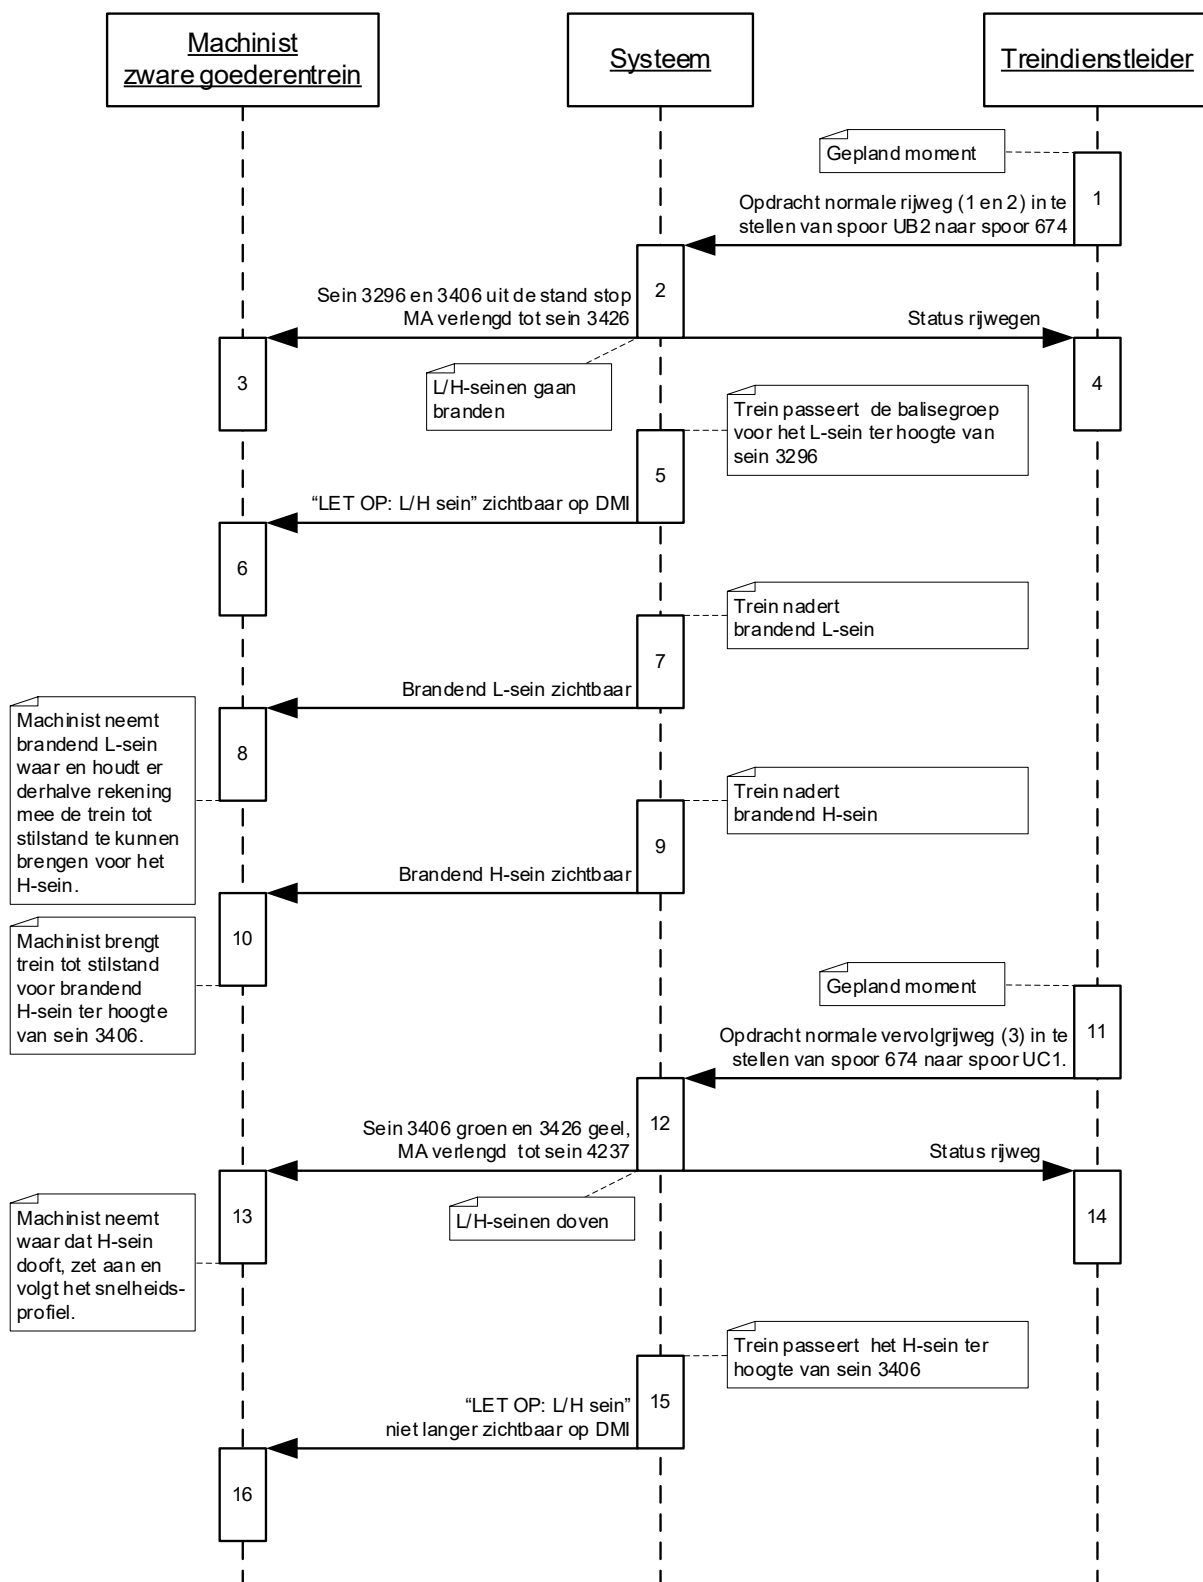 Machinist
zware goederentrein
Systeem
Treindienstleider
Gepland moment
1
Opdracht normale rijweg (1 en 2) in te
stellen van spoor UB2 naar spoor 674
2
Sein 3296 en 3406 uit de stand stop
MA verlengd tot sein 3426
Status rijwegen
3
L/H-seinen gaan
branden
4
Trein passeert de balisegroep
voor het L-sein ter hoogte van
sein 3296
5
“LET OP: L/H sein” zichtbaar op DMI
6
Trein nadert
brandend L-sein
7
Brandend L-sein zichtbaar
Machinist neemt
brandend L-sein
waar en houdt er
derhalve rekening
mee de trein tot
stilstand te kunnen
brengen voor het
H-sein.
8
Trein nadert
brandend H-sein
9
Brandend H-sein zichtbaar
10
Machinist brengt
trein tot stilstand
voor brandend
H-sein ter hoogte
van sein 3406.
Gepland moment
11
Opdracht normale vervolgrijweg (3) in te
stellen van spoor 674 naar spoor UC1.
12
Sein 3406 groen en 3426 geel,
MA verlengd tot sein 4237
Status rijweg
Machinist neemt
waar dat H-sein
dooft, zet aan en
volgt het snelheids-
profiel.
13
L/H-seinen doven
14
Trein passeert het H-sein ter
hoogte van sein 3406
15
“LET OP: L/H sein”
niet langer zichtbaar op DMI
16